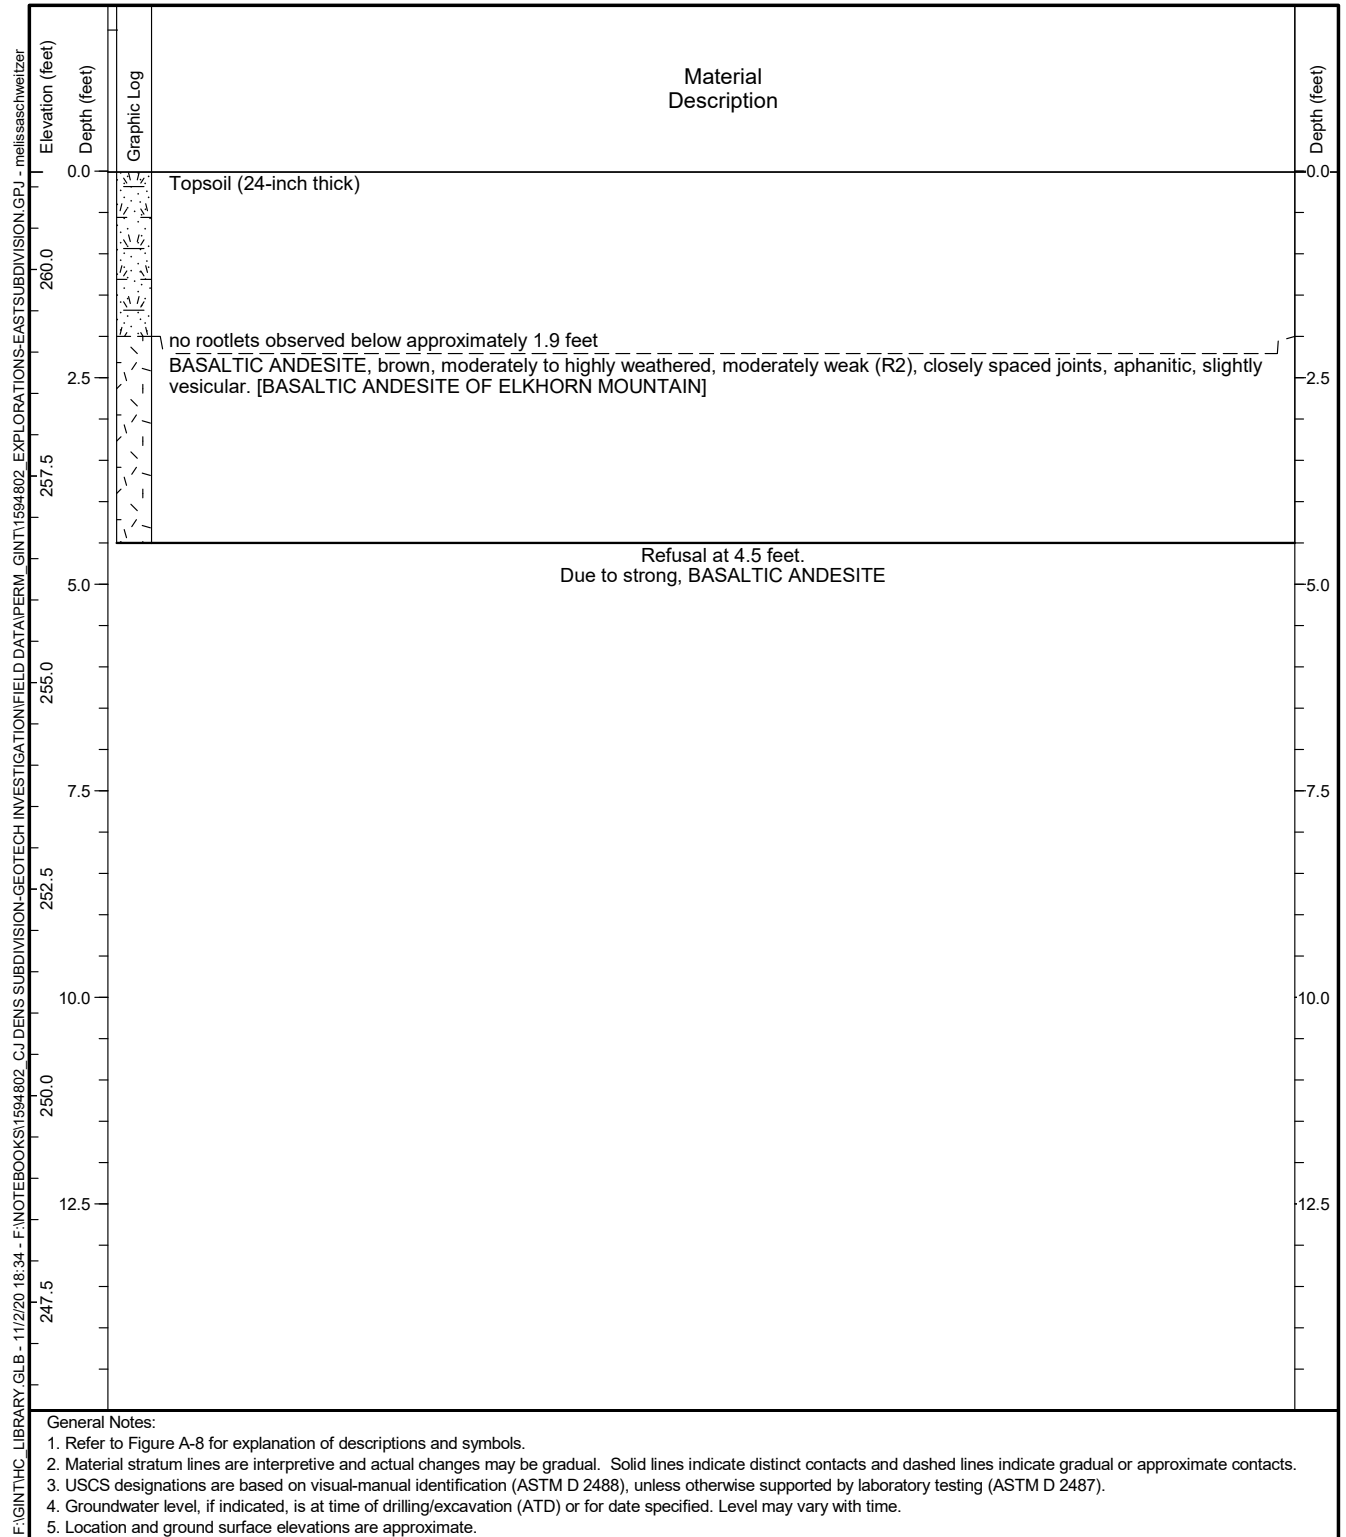 F:\GINT\HC_LIBRARY.GLB - 11/2/20 18:34 - F:\NOTEBOOKS\1594802_CJ DENS SUBDIVISION-GEOTECH INVESTIGATION\FIELD DATA\PERM_GINT\1594802_EXPLORATIONS-EASTSUBDIVISION.GPJ - melissaschweitzer
Elevation (feet)
Depth (feet)
Graphic Log
Material
Description
Depth (feet)
0.0
Topsoil (24-inch thick)
0.0
260.0
no rootlets observed below approximately 1.9 feet
BASALTIC ANDESITE, brown, moderately to highly weathered, moderately weak (R2), closely spaced joints, aphanitic, slightly
vesicular. [BASALTIC ANDESITE OF ELKHORN MOUNTAIN]
2.5
2.5
257.5
Refusal at 4.5 feet.
Due to strong, BASALTIC ANDESITE
5.0
5.0
255.0
7.5
7.5
252.5
10.0
10.0
250.0
12.5
12.5
247.5
General Notes:
1. Refer to Figure A-8 for explanation of descriptions and symbols.
2. Material stratum lines are interpretive and actual changes may be gradual. Solid lines indicate distinct contacts and dashed lines indicate gradual or approximate contacts.
3. USCS designations are based on visual-manual identification (ASTM D 2488), unless otherwise supported by laboratory testing (ASTM D 2487).
4. Groundwater level, if indicated, is at time of drilling/excavation (ATD) or for date specified. Level may vary with time.
5. Location and ground surface elevations are approximate.